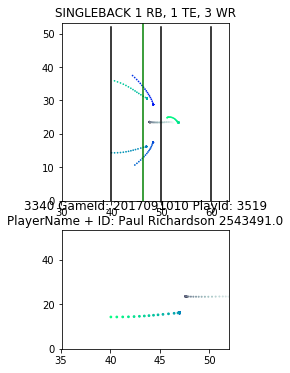 SINGLEBACK 1 RB, 1 TE, 3 WR
50
40
30
20
10
0
30 40 50 60
3340 GameId: 2017091010 PlayId: 3519
PlayerName + ID: Paul Richardson 2543491.0
40
20
0
35 40 45 50